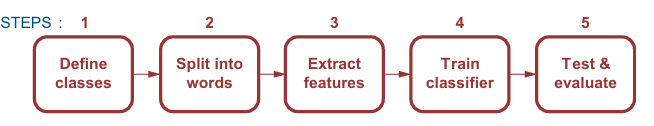 STEPS : 1 2 3 4 5
Define classes
Split into words
Extract features
Train classifier
Test & evaluate